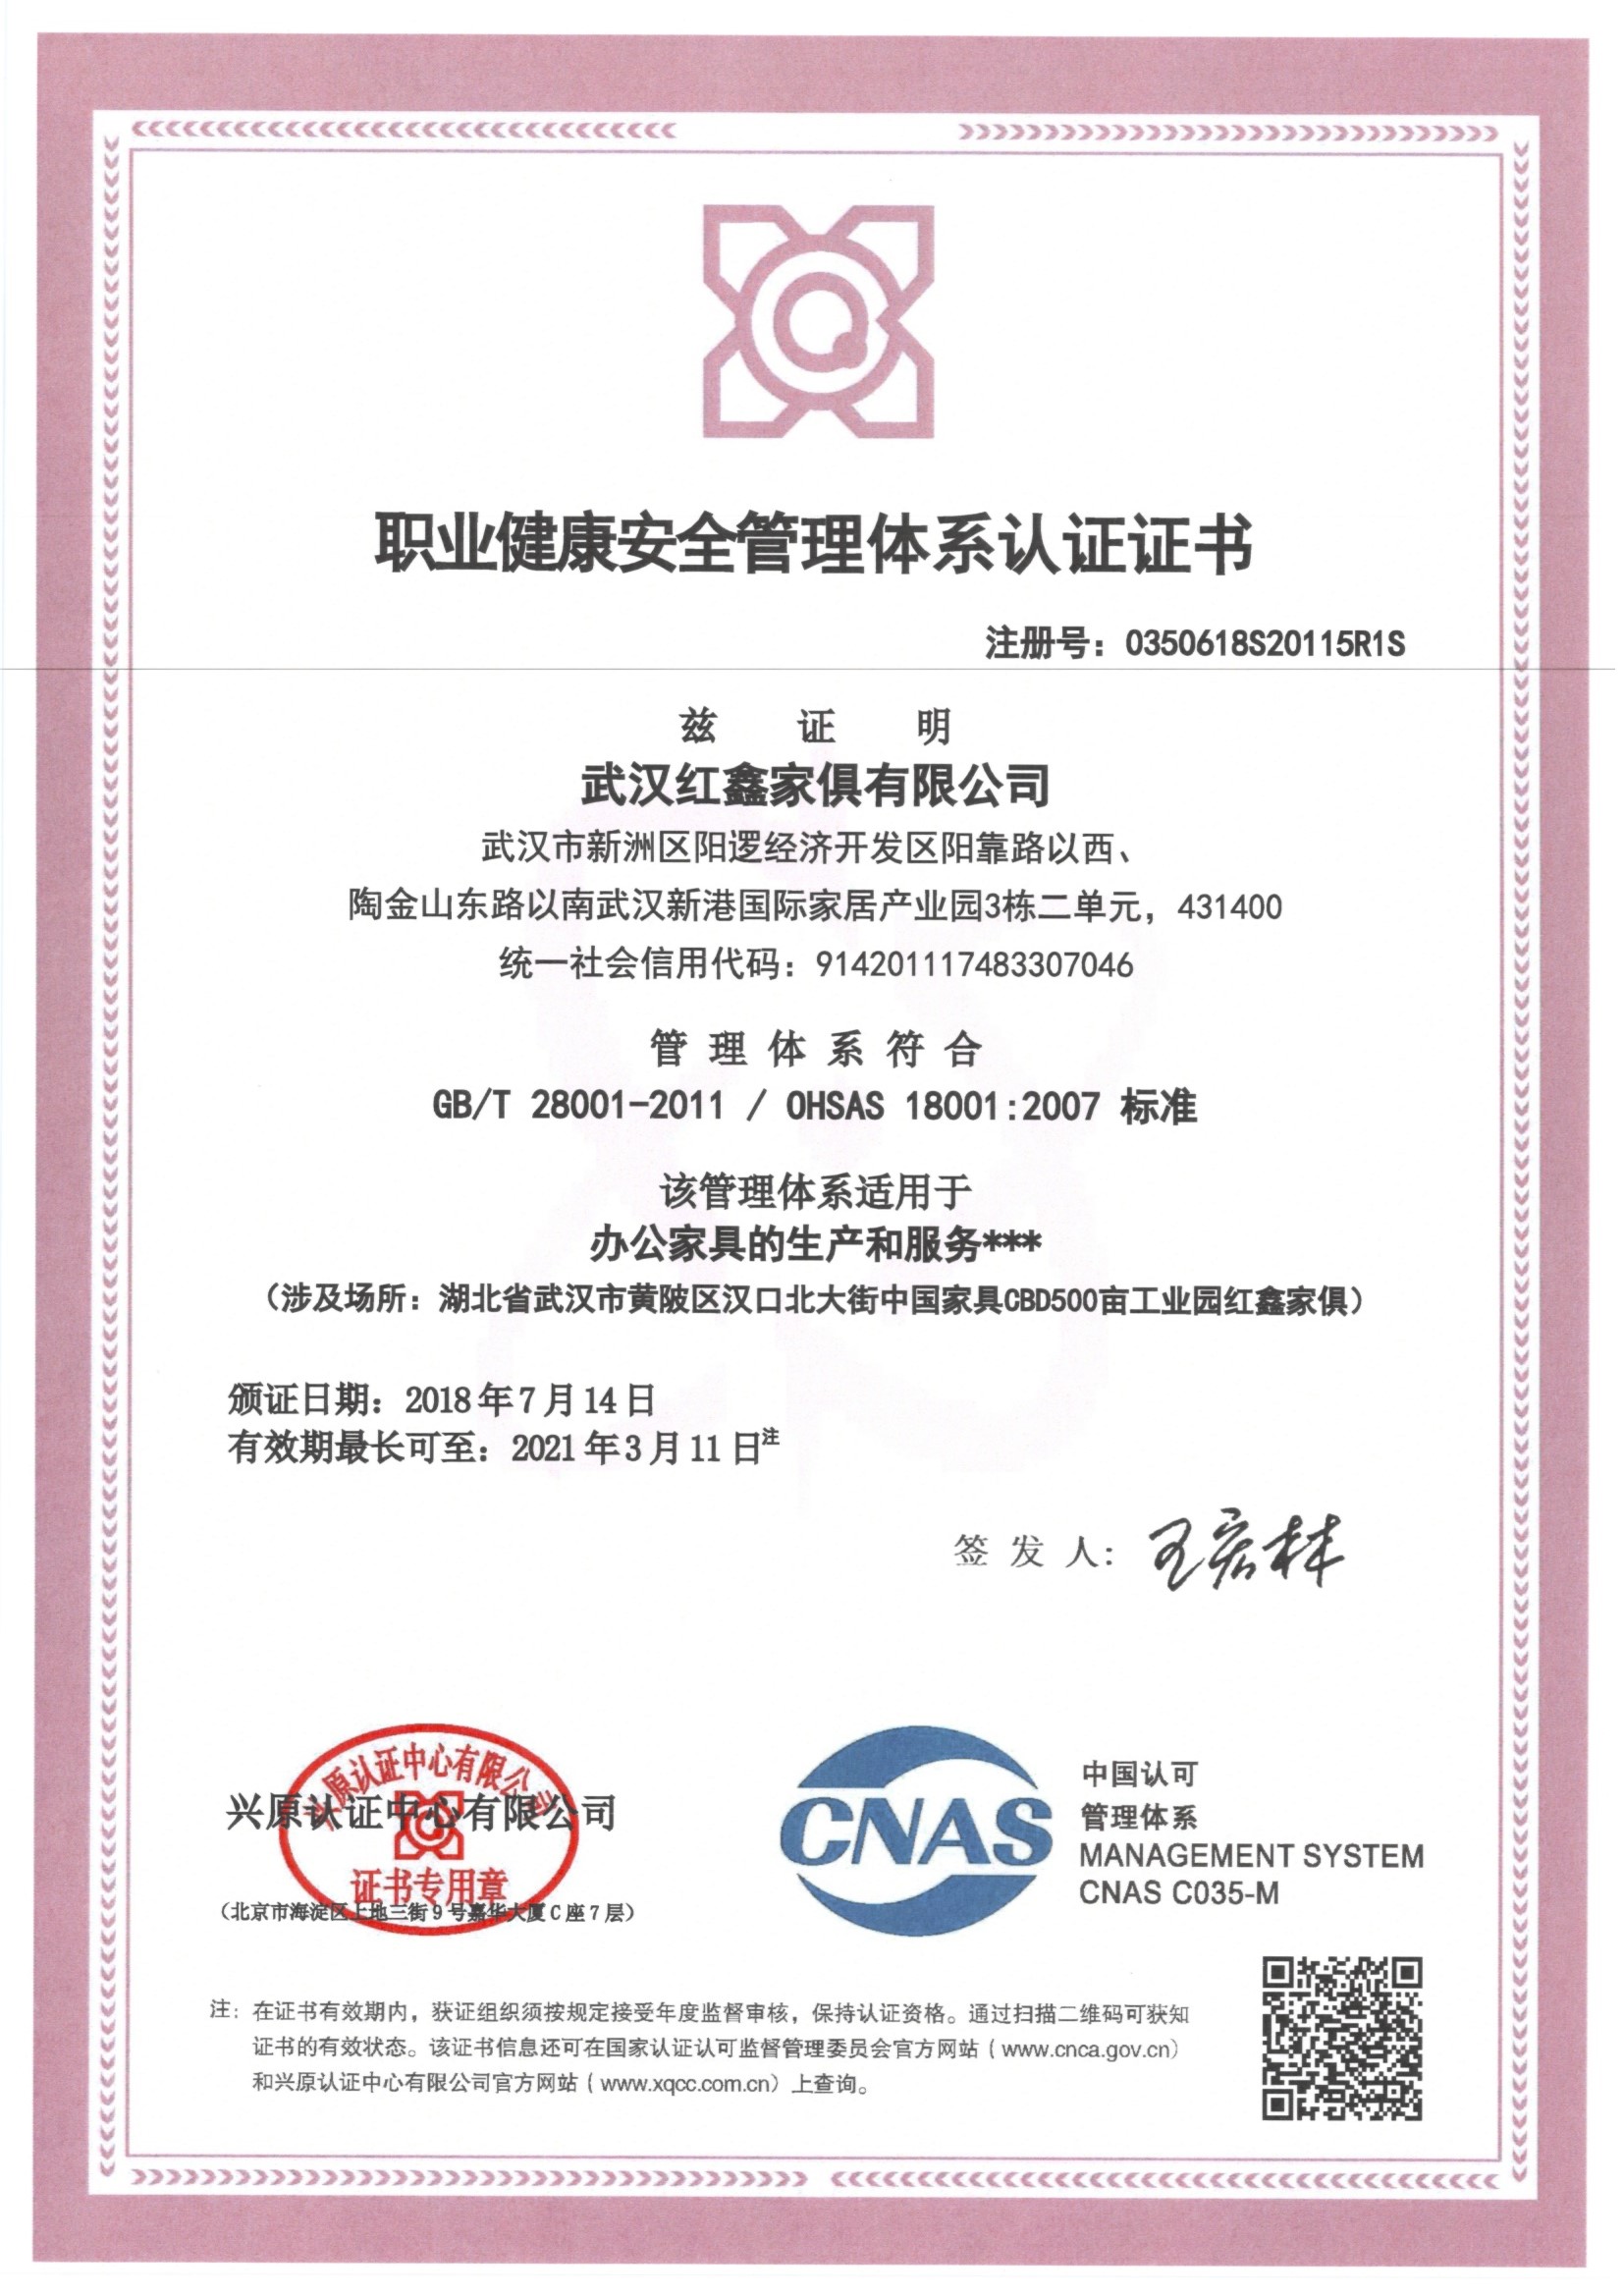 职业健康安全管理体系认证证书
注册号：0350618S20115R1S
兹 证 明
武汉红鑫家俱有限公司
武汉市新洲区阳逻经济开发区阳靠路以西、
陶金山东路以南武汉新港国际家居产业园3栋二单元，431400
统一社会信用代码：914201117483307046
管理体系符合
GB/T 28001-2011 / OHSAS 18001:2007 标准
该管理体系适用于
办公家具的生产和服务***
（涉及场所：湖北省武汉市黄陂区汉口北大街中国家具CBD500亩工业园红鑫家俱）
颁证日期：2018年7月14日
有效期最长可至：2021年3月11日注
签发人：王宏林
兴原认证中心有限公司
兴原认证中心有限公司
证书专用章
（北京市海淀区上地三街9号嘉华大厦C座7层）
CNAS
中国认可
管理体系
MANAGEMENT SYSTEM
CNAS C035-M
注：在证书有效期内，获证组织须按规定接受年度监督审核，保持认证资格。通过扫描二维码可获知
证书的有效状态。该证书信息还可在国家认证认可监督管理委员会官方网站（www.cnca.gov.cn）
和兴原认证中心有限公司官方网站（www.xqcc.com.cn）上查询。